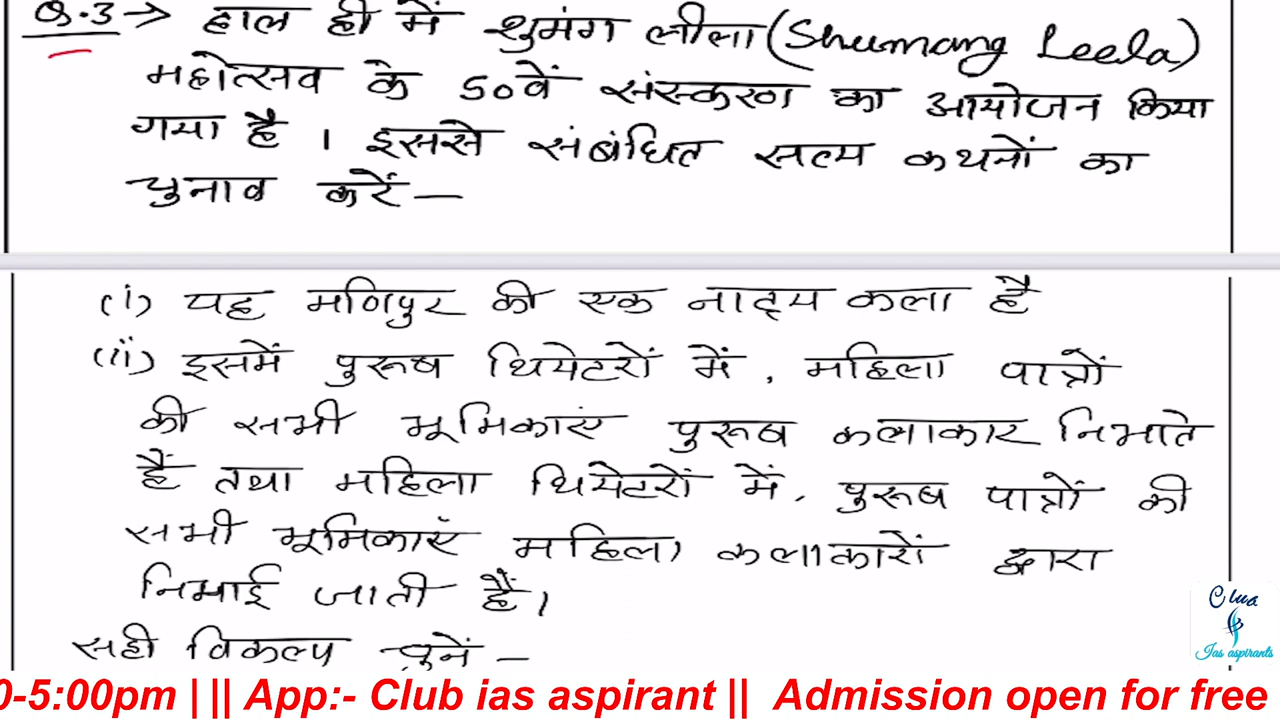 Q.3→ हाल ही में शुमंग लीला (Shumang Leela)
महोत्सव के 50वें संस्करण का आयोजन किया
गया है । इससे संबंधित सत्य कथनों का
चुनाव करें —
(i) यह मणिपुर की एक नाट्य कला है
(ii) इसमें पुरूष थियेटरों में, महिला पात्रों
की सभी भूमिकाएं पुरूष कलाकार निभाते
हैं तथा महिला थियेटरों में, पुरूष पात्रों की
सभी भूमिकाएं महिला कलाकारों द्वारा
निभाई जाती हैं।
सही विकल्प चुनें —
Club
Ias aspirants
0-5:00pm | || App:- Club ias aspirant || Admission open for free